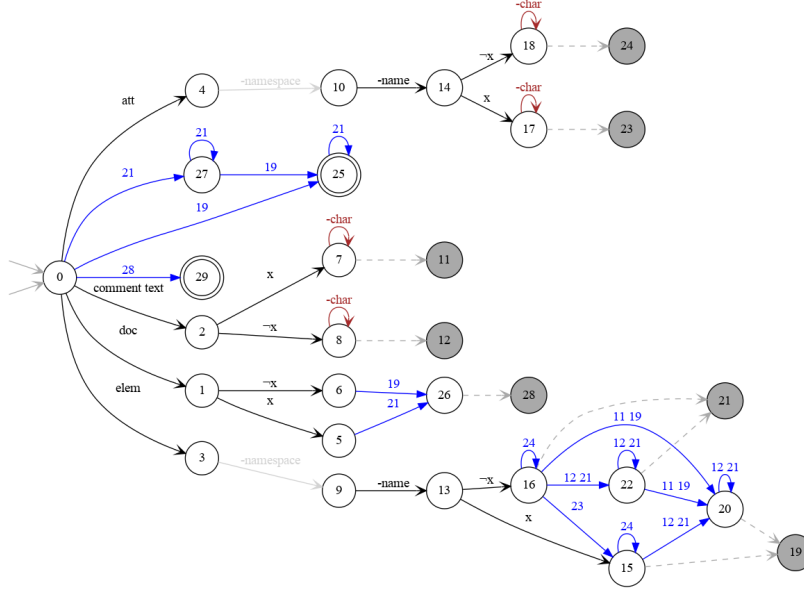 -char
18
24
¬x
-namespace
-name
4
10
14
att
x
-char
17
23
21
21
21
27
19
25
19
-char
7
11
x
0
28
29
comment text
-char
2
¬x
8
12
doc
¬x
6
19
1
x
26
28
21
5
elem
21
11 19
24
12 21
3
-namespace
¬x
16
12 21
22
11 19
12 21
9
-name
13
23
20
x
24
12 21
15
19